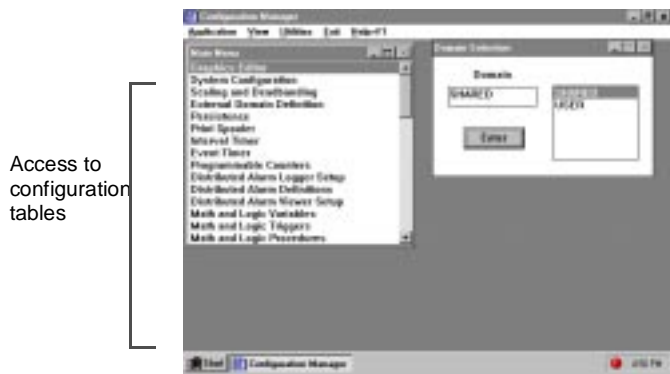 Configuration Manager
Application View Utilities Exit Help-F1
Main Menu
Graphics Editor
System Configuration
Scaling and Deadbanding
External Domain Definition
Persistence
Print Spooler
Interval Timer
Event Timer
Programmable Counters
Distributed Alarm Logger Setup
Distributed Alarm Definitions
Distributed Alarm Viewer Setup
Math and Logic Variables
Math and Logic Triggers
Math and Logic Procedures
Domain Selection
Domain
SHARED
SHARED
USER
Enter
Access to
configuration
tables
Start
Configuration Manager